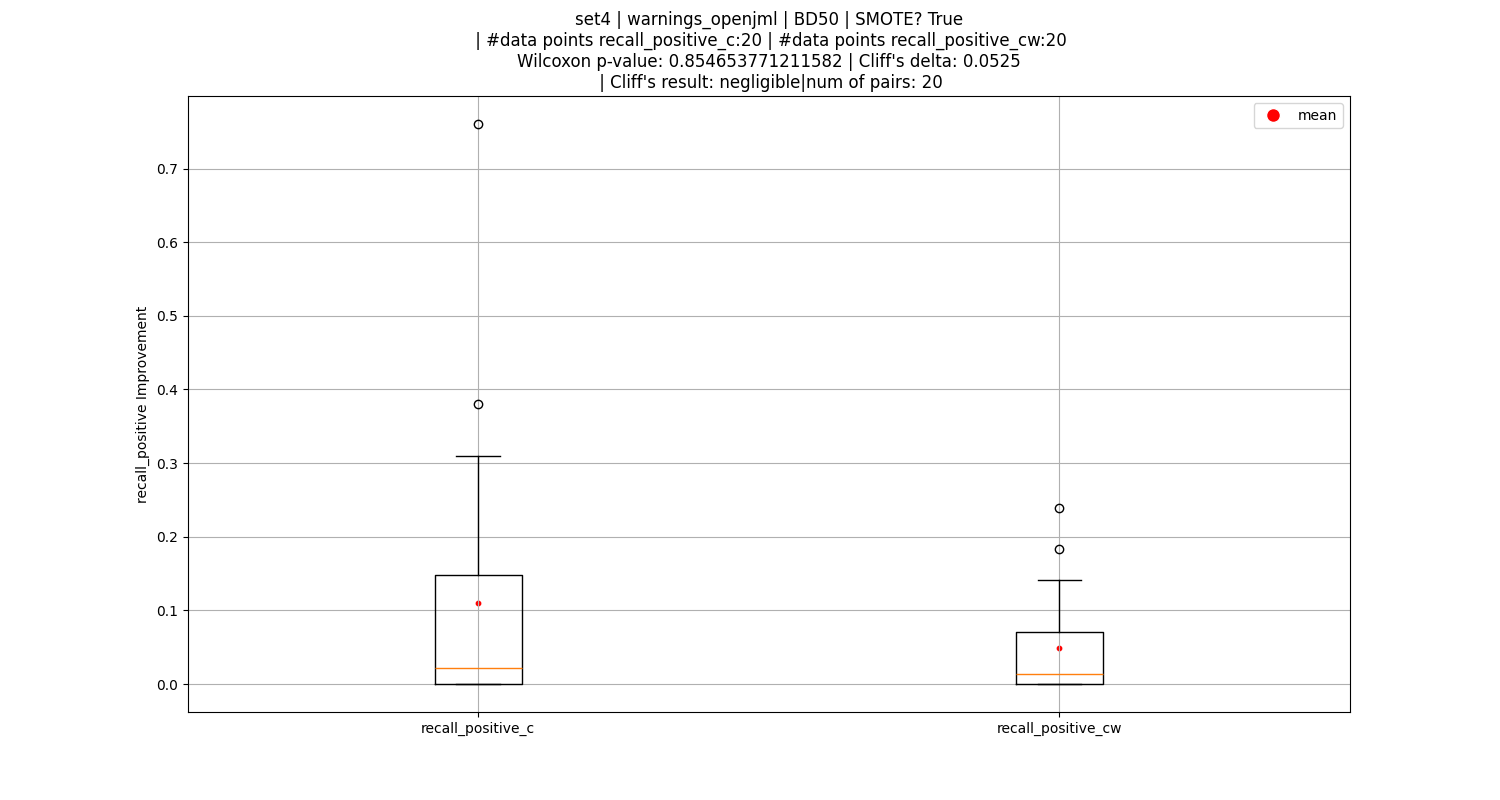 set4 | warnings_openjml | BD50 | SMOTE? True
| #data points recall_positive_c:20 | #data points recall_positive_cw:20
Wilcoxon p-value: 0.854653771211582 | Cliff's delta: 0.0525
| Cliff's result: negligible|num of pairs: 20
mean
0.7
0.6
0.5
0.4
0.3
0.2
0.1
0.0
recall_positive Improvement
recall_positive_c
recall_positive_cw